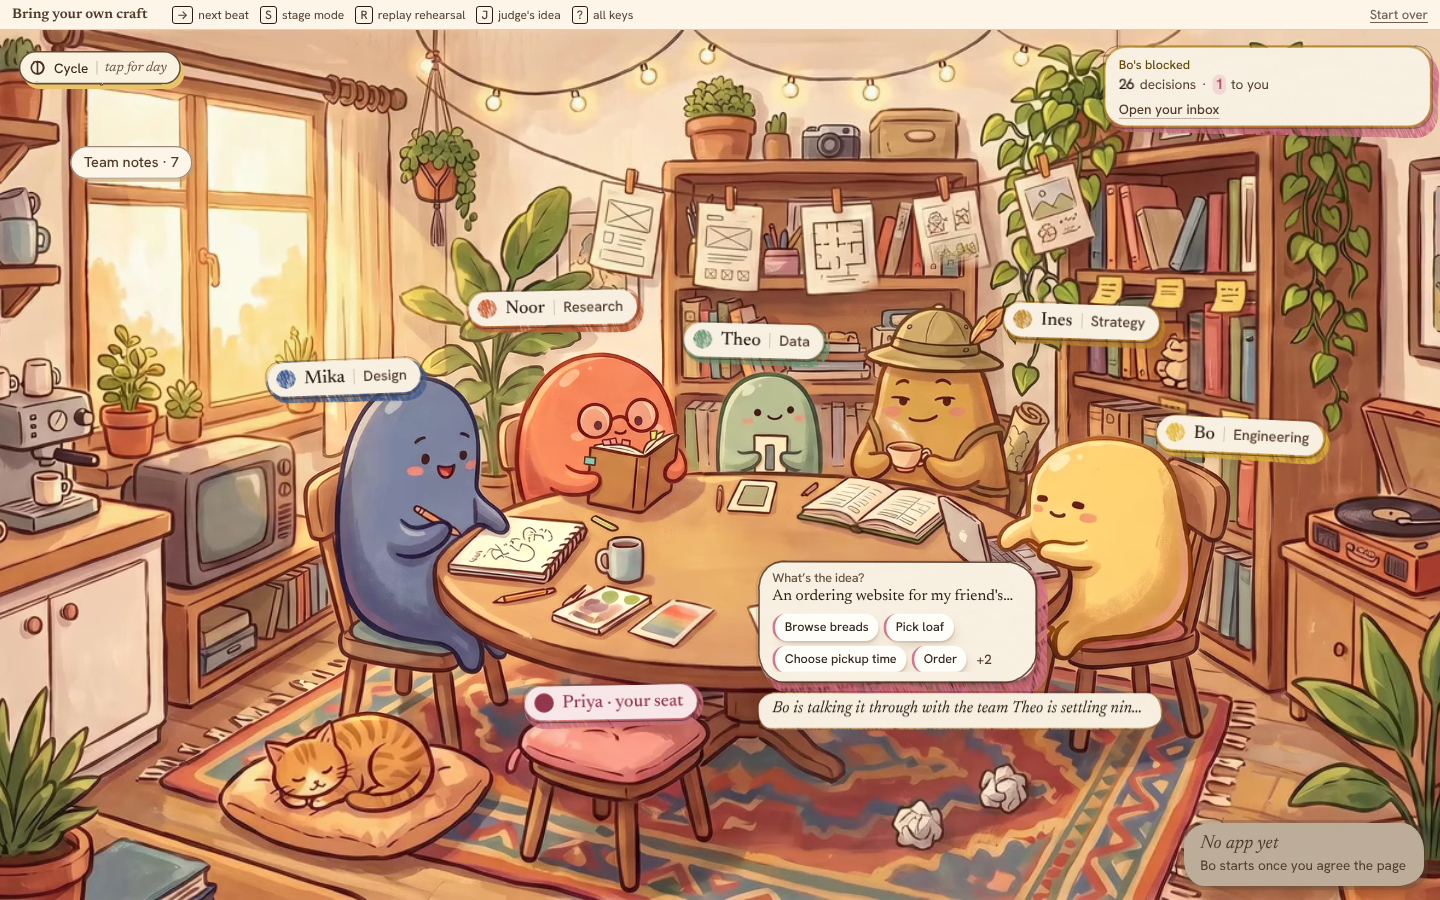 Bring your own craft
→ next beat S stage mode R replay rehearsal J judge's idea ? all keys
Start over
Cycle | tap for day
Bo's blocked
26 decisions · 1 to you
Open your inbox
Team notes · 7
Noor | Research
Theo | Data
Ines | Strategy
Mika | Design
Bo | Engineering
What's the idea?
An ordering website for my friend's...
Browse breads Pick loaf
Choose pickup time Order +2
Priya · your seat
Bo is talking it through with the team Theo is settling nin...
No app yet
Bo starts once you agree the page